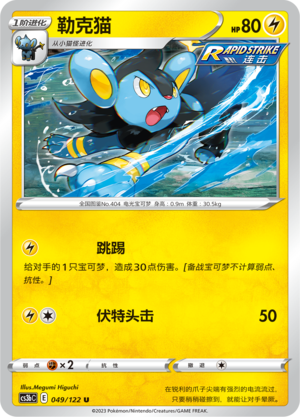 1阶进化
勒克猫
HP80
从小猫怪进化
RAPID STRIKE
连击
全国图鉴No.404 电光宝可梦 身高：0.9m 体重：30.5kg
跳踢
给对手的1只宝可梦，造成30点伤害。[备战宝可梦不计算弱点、
抗性。]
伏特头击 50
弱点 ×2 抗性 撤退
Illus.Megumi Higuchi
CS3bC E 049/122 U
在锐利的爪子尖端有强烈的电流流过，
只要稍稍碰擦到，就能让对手晕厥。
©2023 Pokémon/Nintendo/Creatures/GAME FREAK.